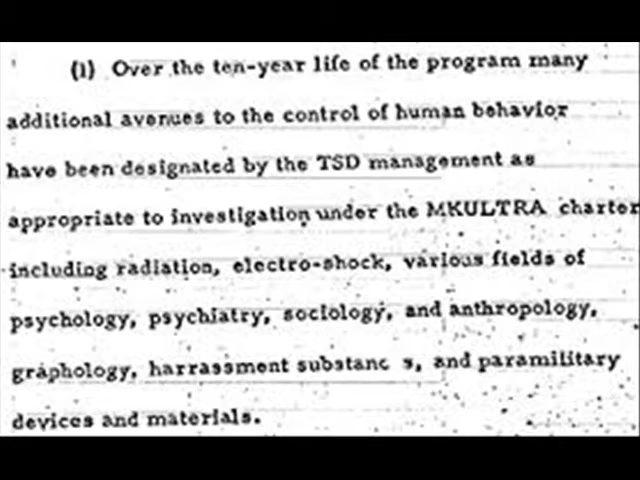 (1) Over the ten-year life of the program many
additional avenues to the control of human behavior
have been designated by the TSD management as
appropriate to investigation under the MKULTRA charter
including radiation, electro-shock, various fields of
psychology, psychiatry, sociology, and anthropology,
graphology, harrassment substanc s, and paramilitary
devices and materials.